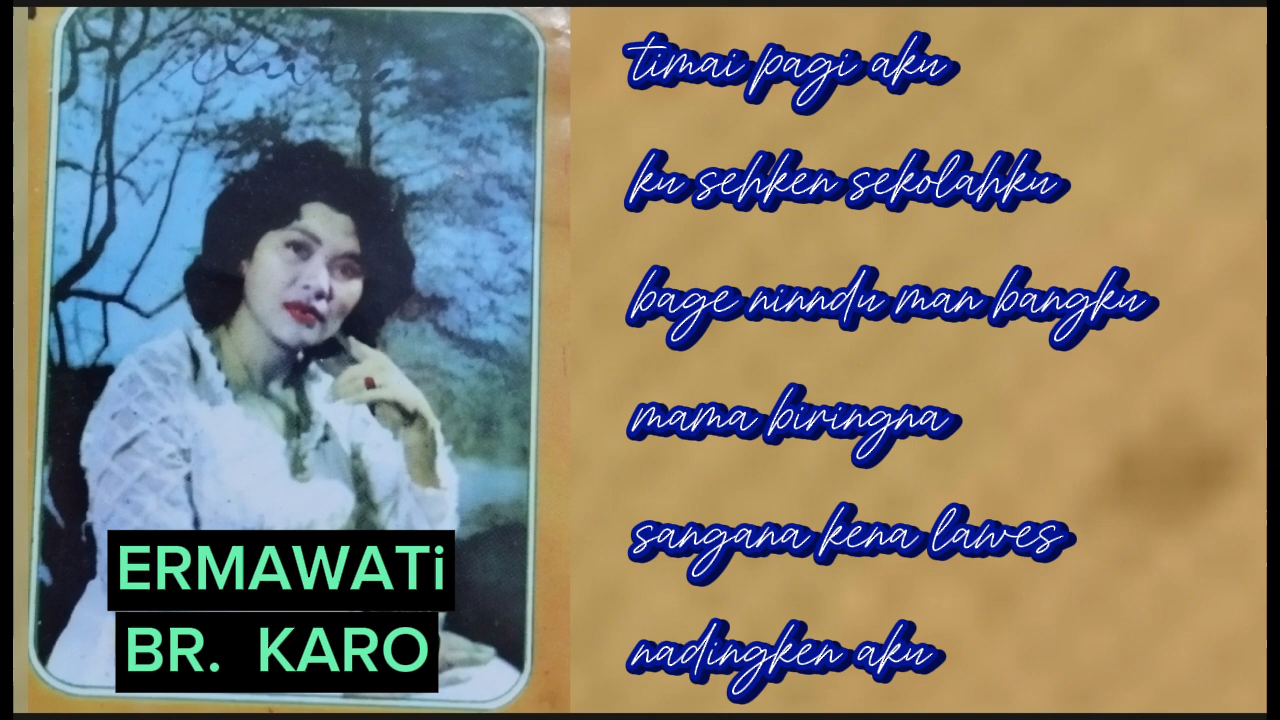 ERMAWATi
BR. KARO
timai pagi aku
ku sehken sekolahku
bage ninndu man bangku
mama biringna
sangana kena lawes
nadingken aku